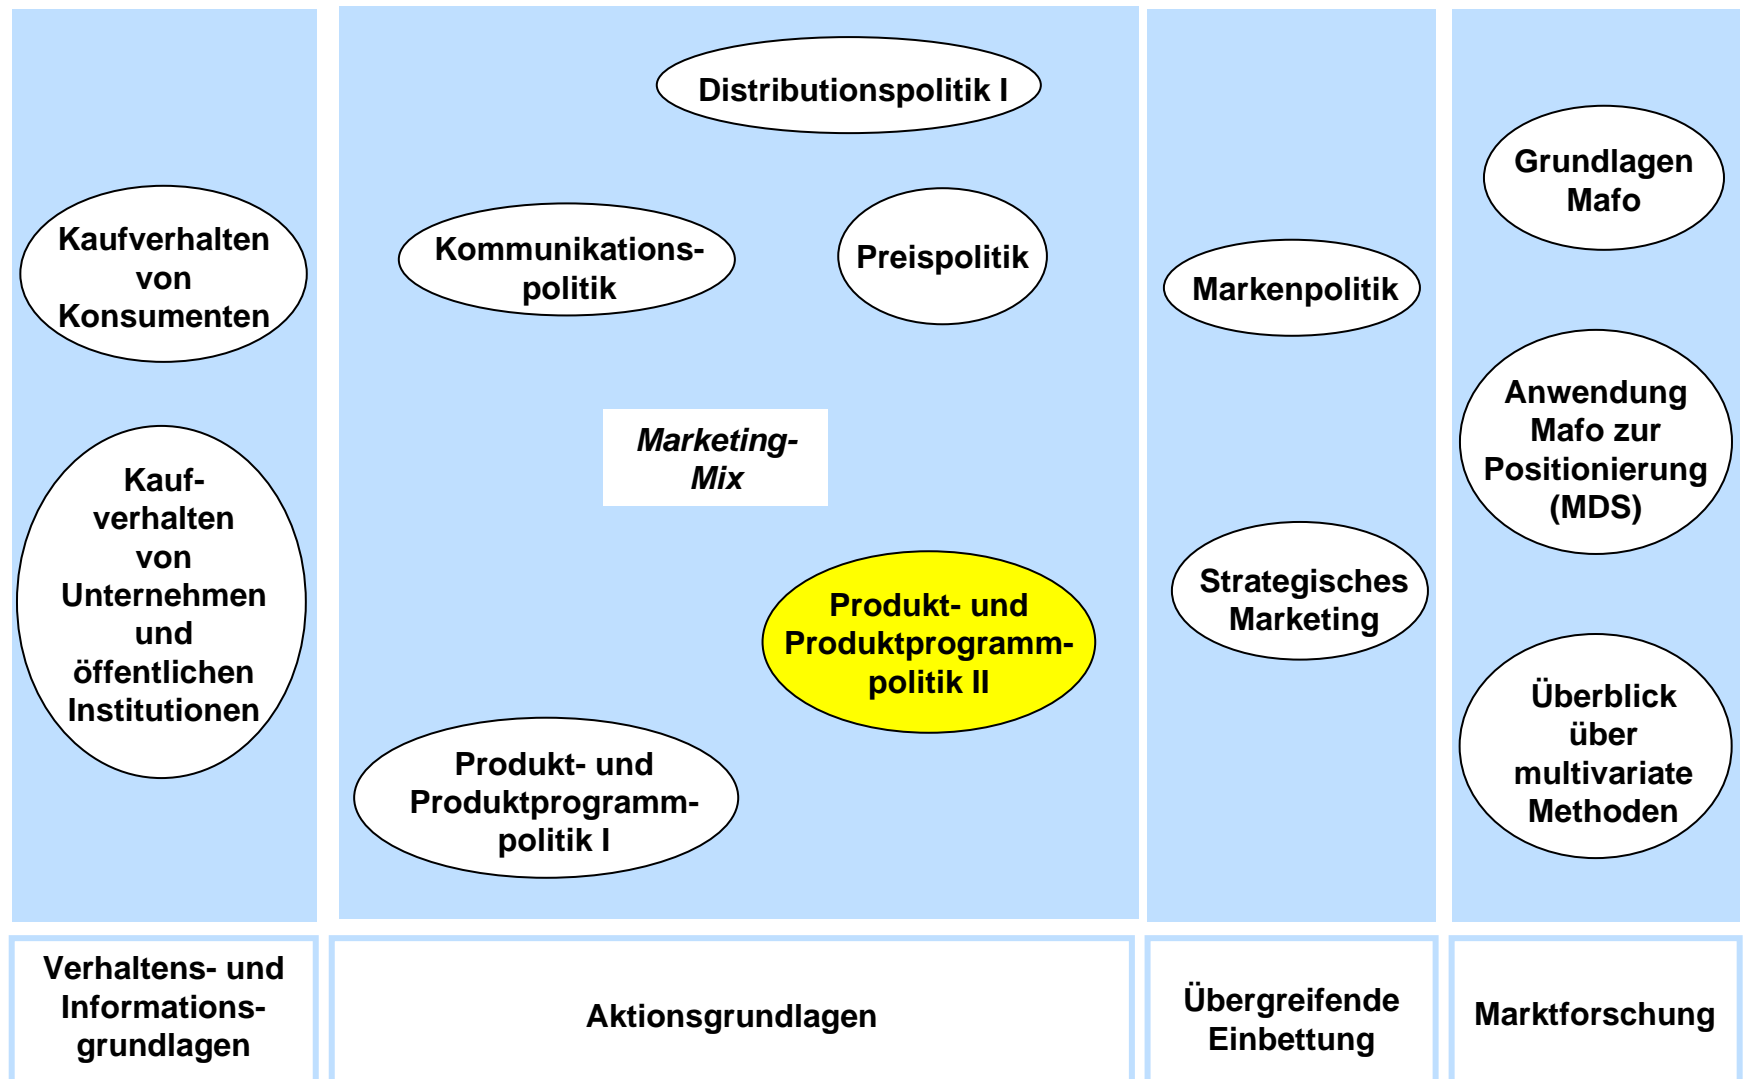 Kaufverhalten
von
Konsumenten
Kauf-
verhalten
von
Unternehmen
und
öffentlichen
Institutionen
Verhaltens- und
Informations-
grundlagen
Distributionspolitik I
Kommunikations-
politik
Preispolitik
Marketing-
Mix
Produkt- und
Produktprogramm-
politik II
Produkt- und
Produktprogramm-
politik I
Aktionsgrundlagen
Markenpolitik
Strategisches
Marketing
Übergreifende
Einbettung
Grundlagen
Mafo
Anwendung
Mafo zur
Positionierung
(MDS)
Überblick
über
multivariate
Methoden
Marktforschung